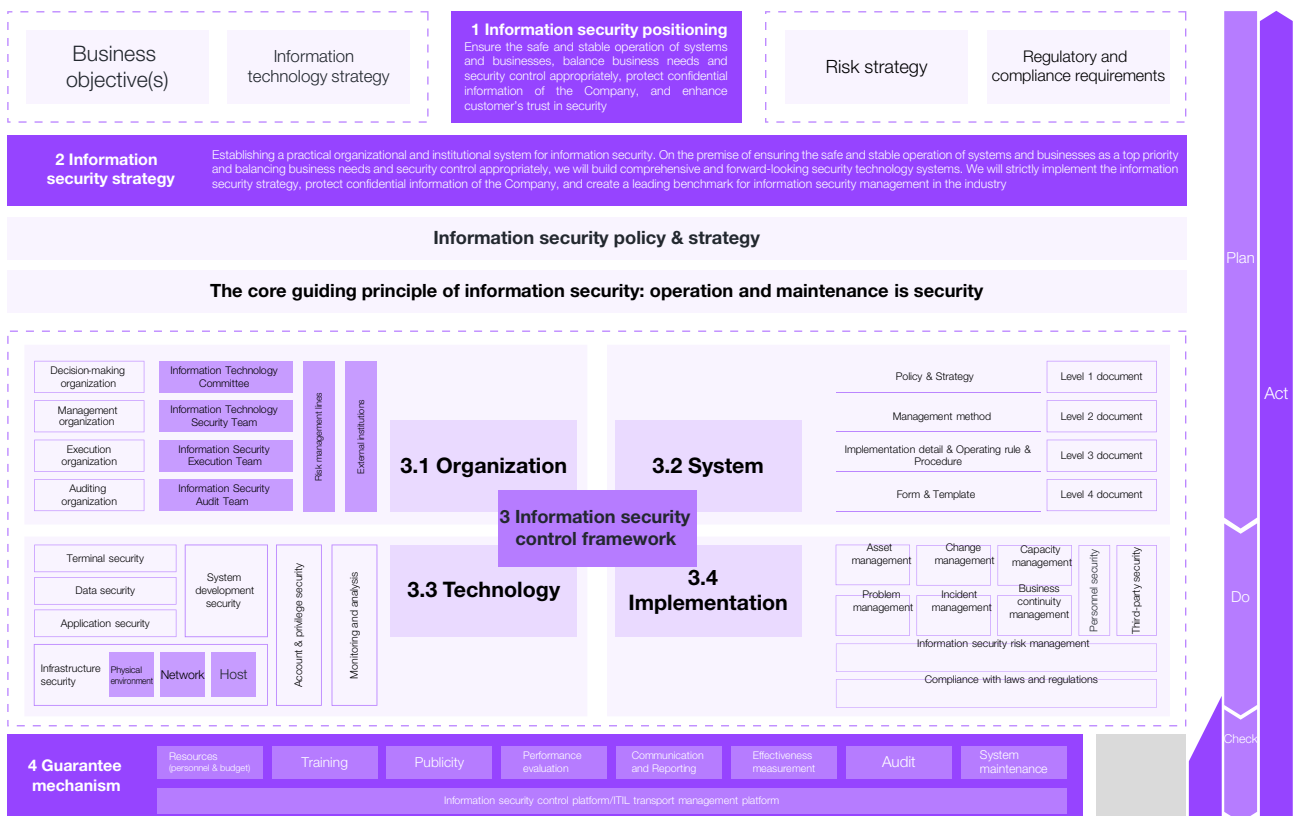 Business
objective(s)
Information
technology strategy
1 Information security positioning
Ensure the safe and stable operation of systems
and businesses, balance business needs and
security control appropriately, protect confidential
information of the Company, and enhance
customer's trust in security
Risk strategy
Regulatory and
compliance requirements
2 Information
security strategy
Establishing a practical organizational and institutional system for information security. On the premise of ensuring the safe and stable operation of systems and businesses as a top priority
and balancing business needs and security control appropriately, we will build comprehensive and forward-looking security technology systems. We will strictly implement the information
security strategy, protect confidential information of the Company, and create a leading benchmark for information security management in the industry
Information security policy & strategy
The core guiding principle of information security: operation and maintenance is security
Decision-making
organization
Information Technology
Committee
Management
organization
Information Technology
Security Team
Execution
organization
Information Security
Execution Team
Auditing
organization
Information Security
Audit Team
Risk management lines
External institutions
3.1 Organization
3.2 System
Policy & Strategy
Level 1 document
Management method
Level 2 document
Implementation detail & Operating rule &
Procedure
Level 3 document
Form & Template
Level 4 document
3 Information security
control framework
Terminal security
Data security
Application security
System
development
security
Infrastructure
security
Physical
environment
Network
Host
Account & privilege security
Monitoring and analysis
3.3 Technology
3.4
Implementation
Asset
management
Change
management
Capacity
management
Problem
management
Incident
management
Business
continuity
management
Personnel security
Third-party security
Information security risk management
Compliance with laws and regulations
4 Guarantee
mechanism
Resources
(personnel & budget)
Training
Publicity
Performance
evaluation
Communication
and Reporting
Effectiveness
measurement
Audit
System
maintenance
Information security control platform/ITIL transport management platform
Plan
Do
Check
Act